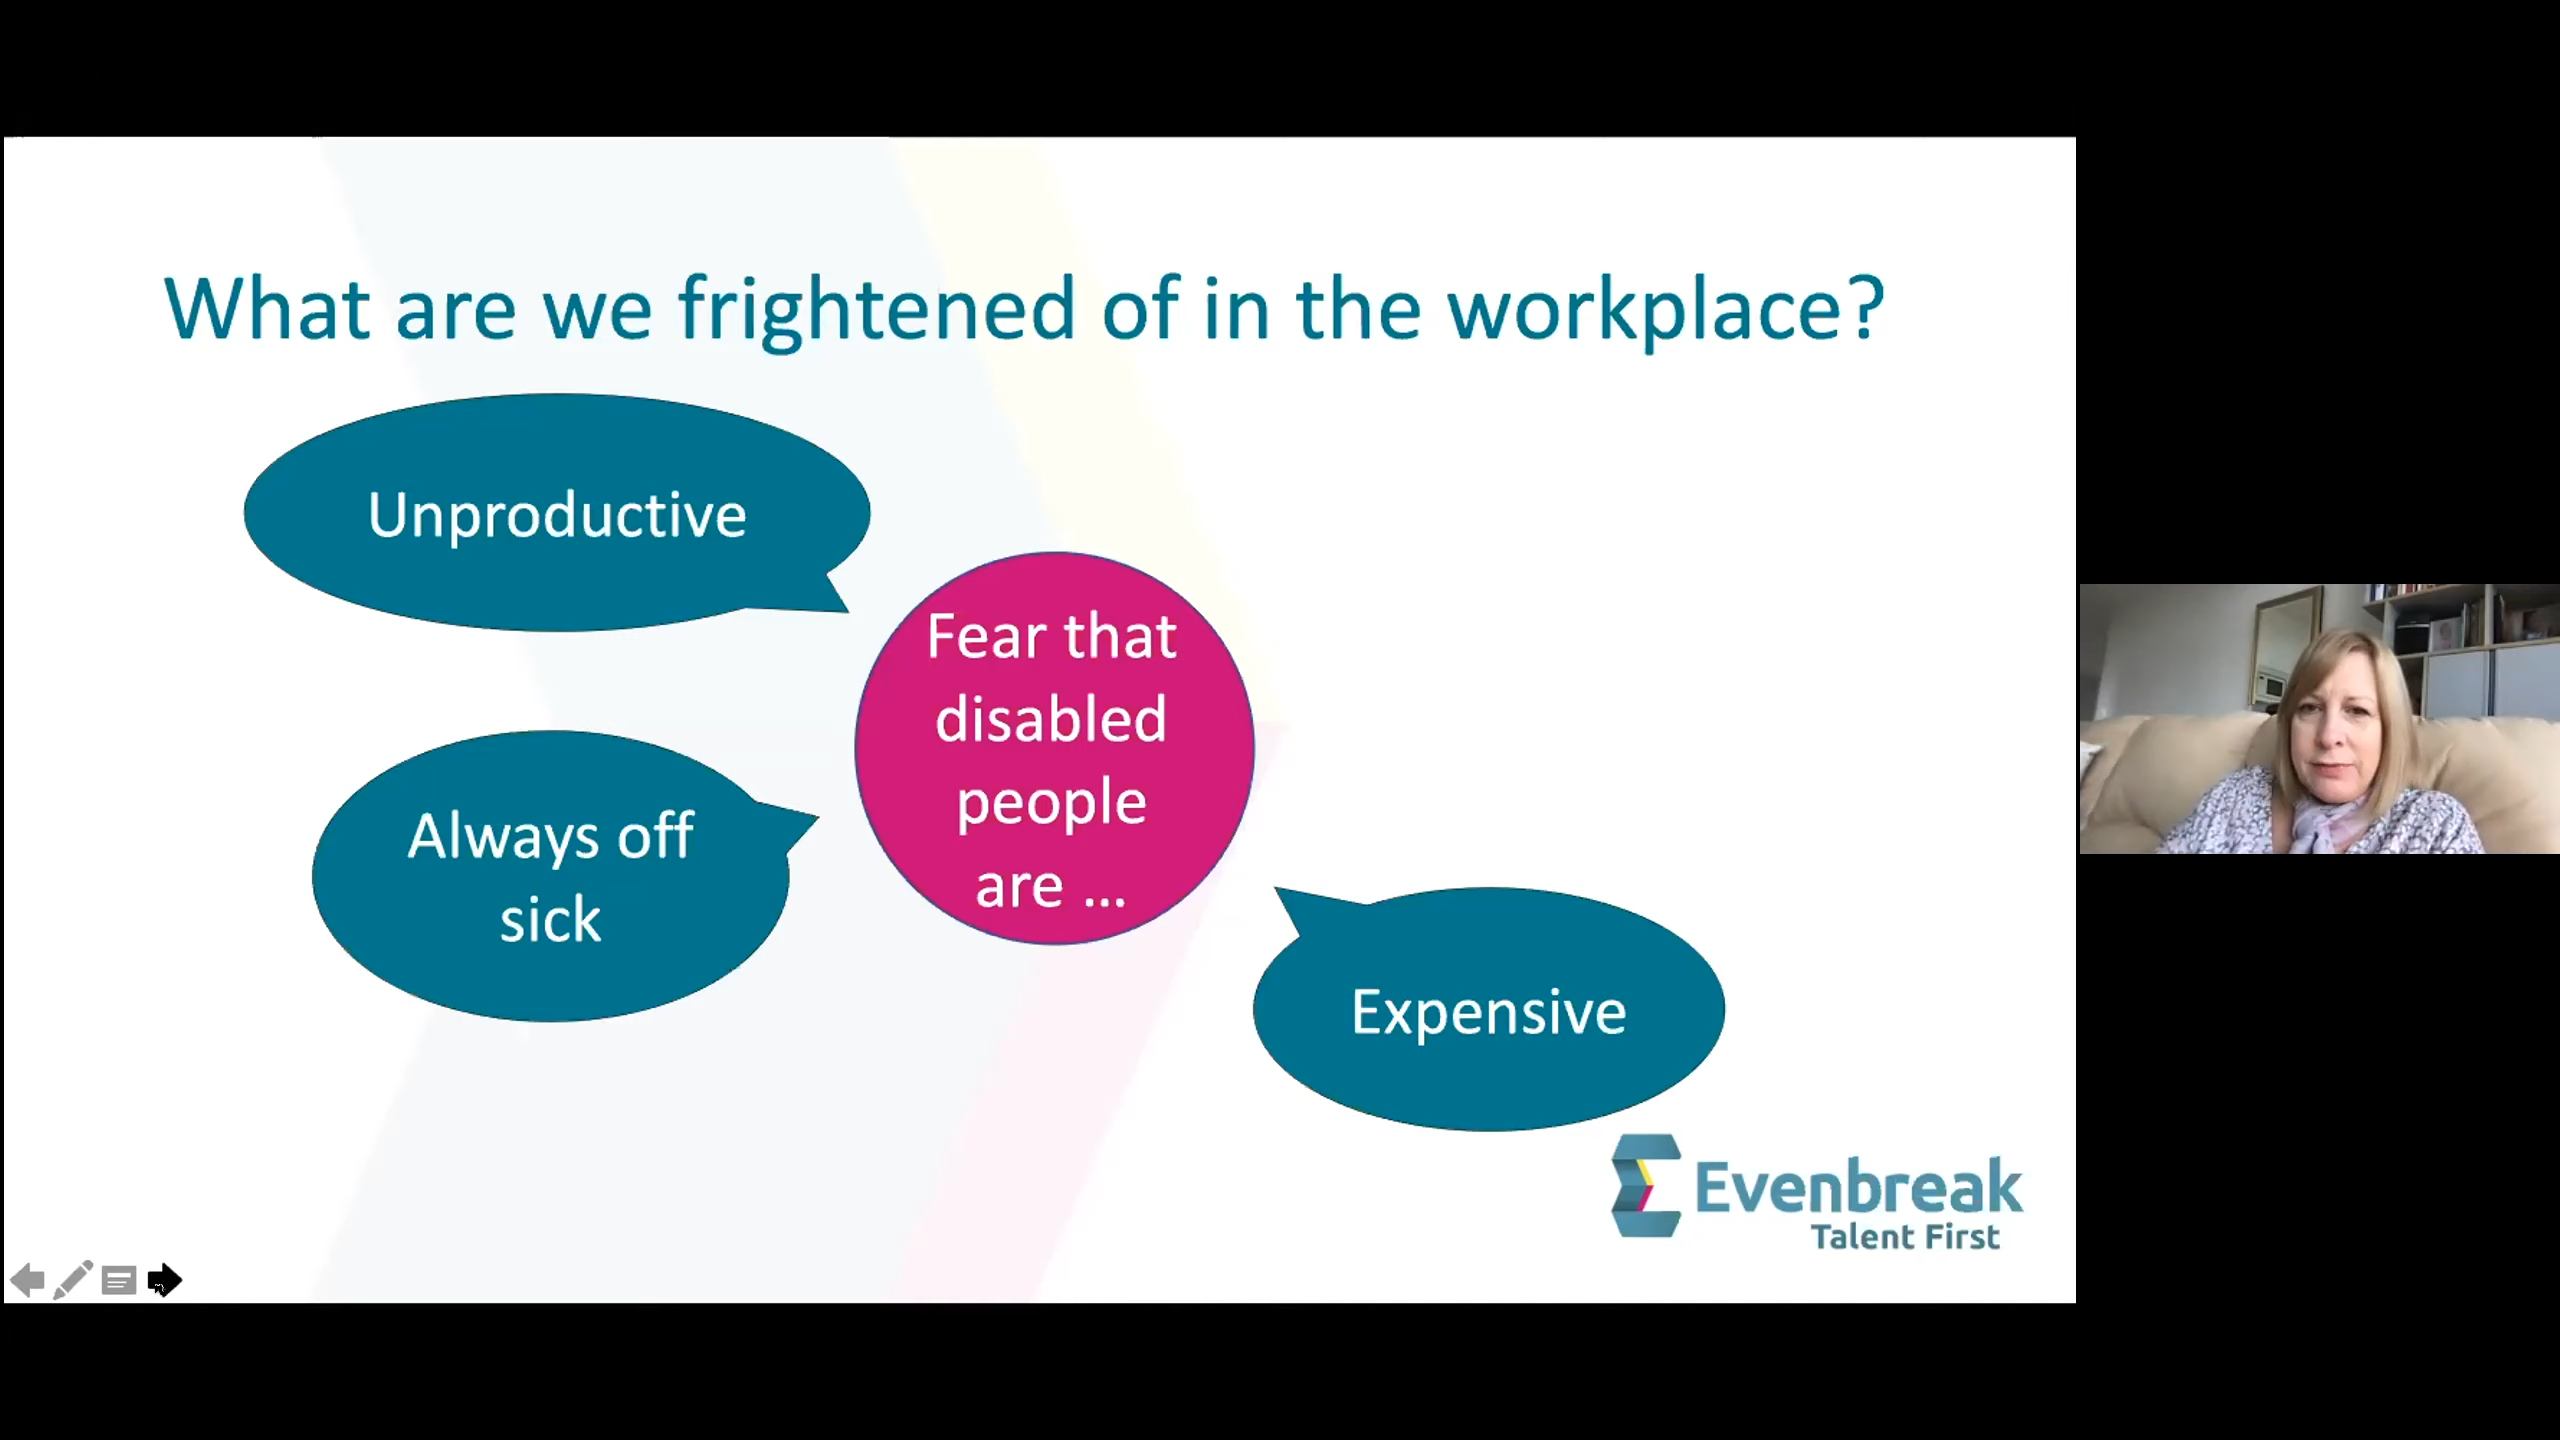 What are we frightened of in the workplace?
Unproductive
Fear that
disabled
people
are ...
Always off
sick
Expensive
Evenbreak
Talent First